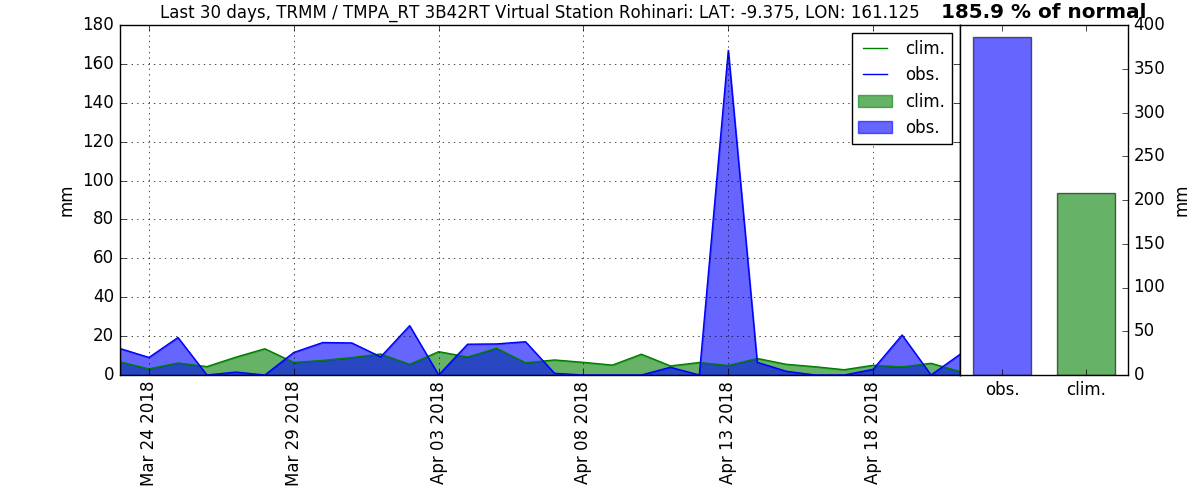 Last 30 days, TRMM / TMPA_RT 3B42RT Virtual Station Rohinari: LAT: -9.375, LON: 161.125
185.9 % of normal
180
160
140
120
100
80
60
40
20
0
mm
clim.
obs.
clim.
obs.
Mar 24 2018
Mar 29 2018
Apr 03 2018
Apr 08 2018
Apr 13 2018
Apr 18 2018
400
350
300
250
200
150
100
50
0
mm
obs.
clim.